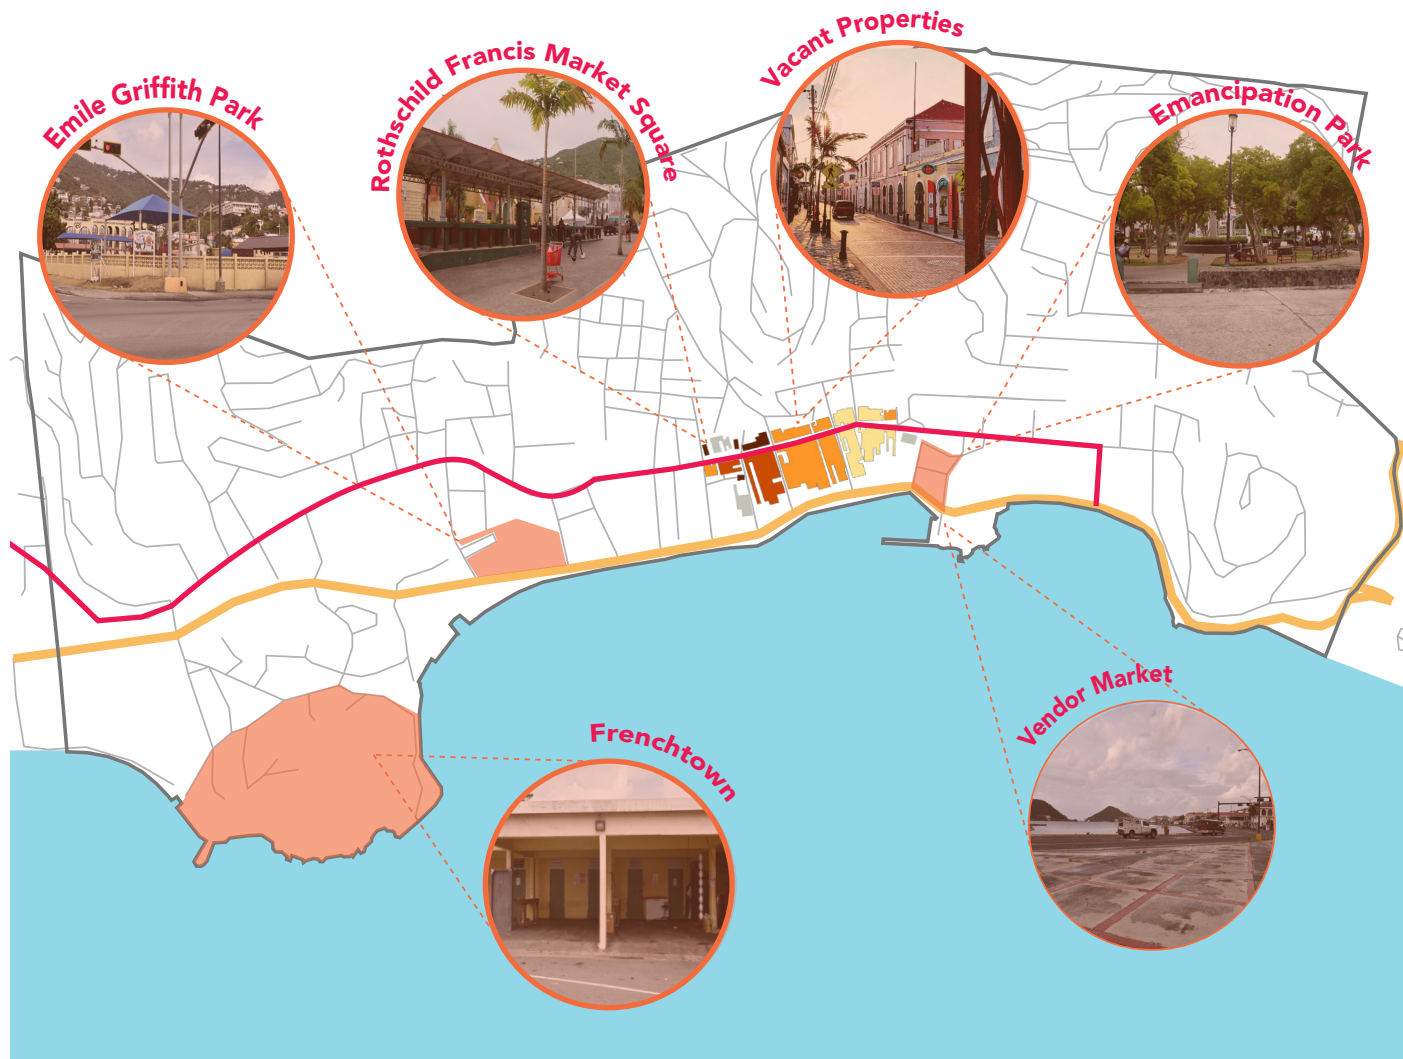 Emile Griffith Park
Rothschild Francis Market Square
Vacant Properties
Emancipation Park
Frenchtown
Vendor Market